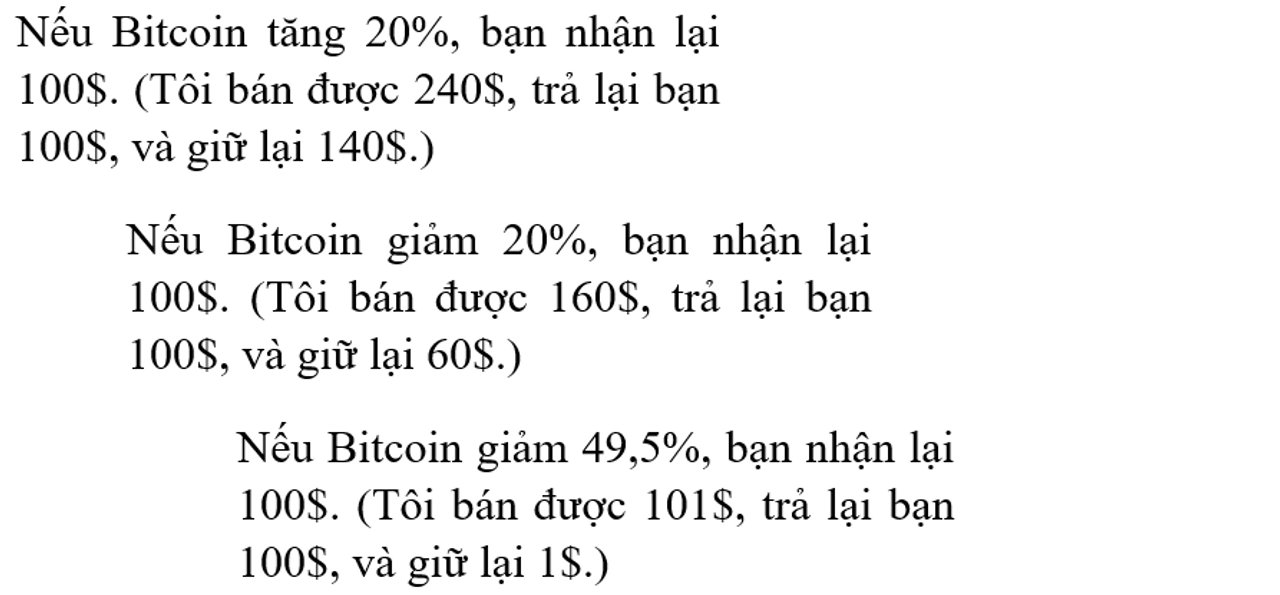 Nếu Bitcoin tăng 20%, bạn nhận lại
100$. (Tôi bán được 240$, trả lại bạn
100$, và giữ lại 140$.)
Nếu Bitcoin giảm 20%, bạn nhận lại
100$. (Tôi bán được 160$, trả lại bạn
100$, và giữ lại 60$.)
Nếu Bitcoin giảm 49,5%, bạn nhận lại
100$. (Tôi bán được 101$, trả lại bạn
100$, và giữ lại 1$.)